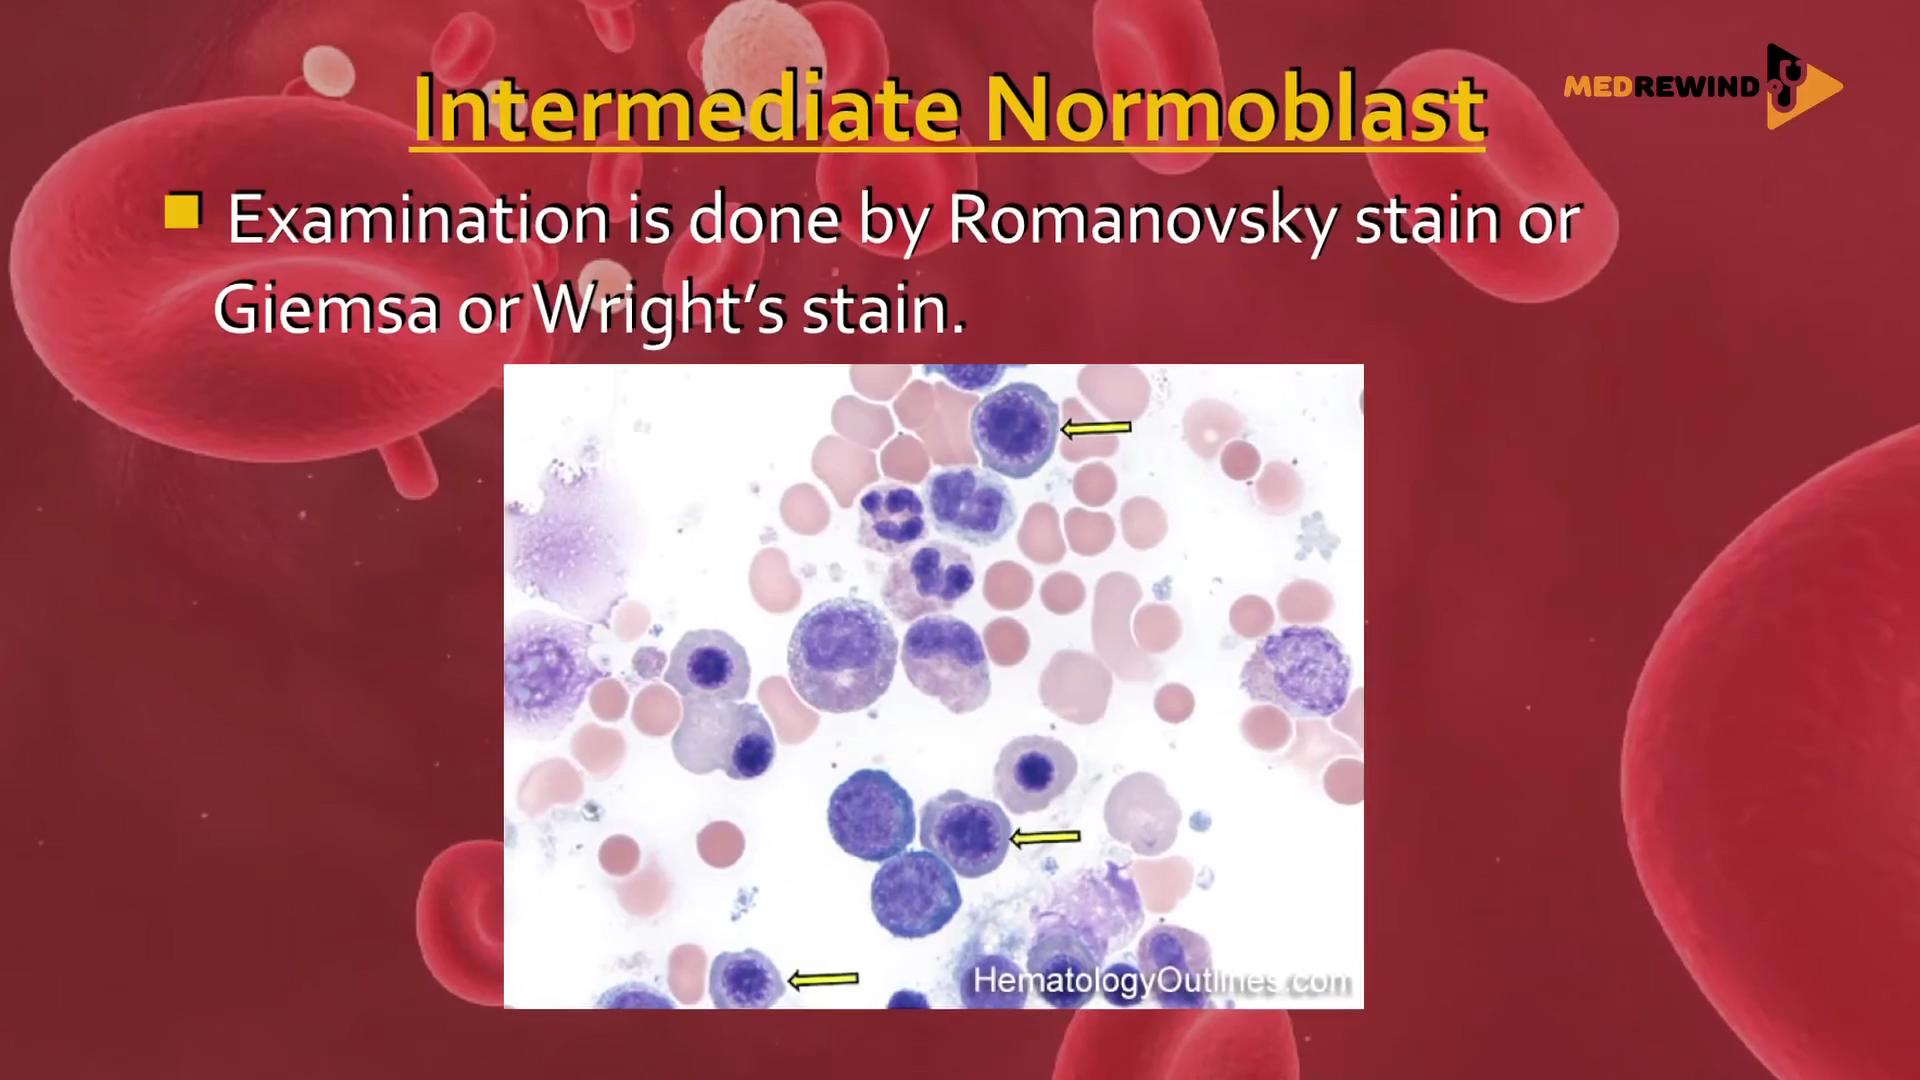 Intermediate Normoblast
MEDREWIND
Examination is done by Romanovsky stain or
Giemsa or Wright’s stain.
HematologyOutlines.com